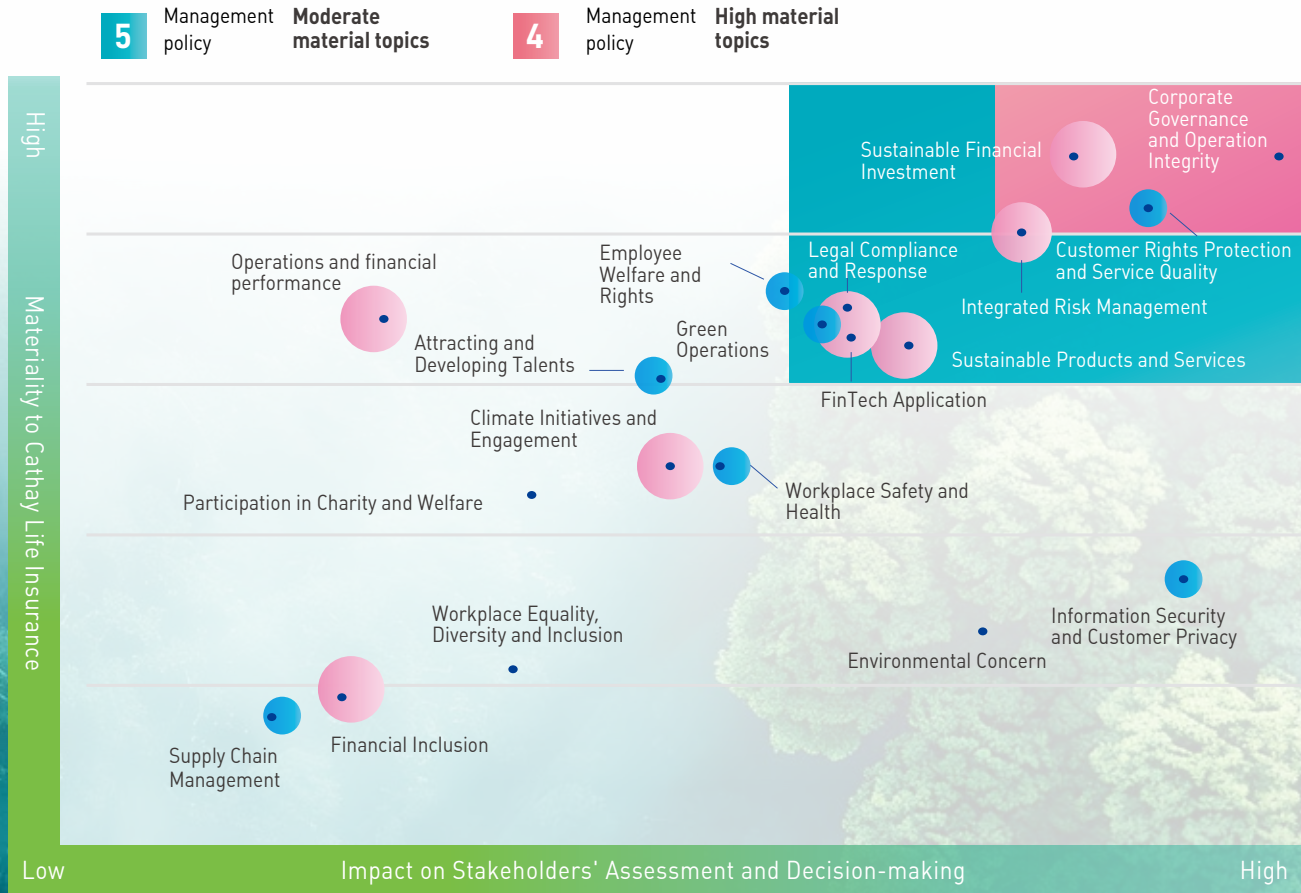 5
Management
policy
Moderate
material topics
4
Management
policy
High material
topics
High
Materiality to Cathay Life Insurance
Corporate
Governance
and Operation
Integrity
Sustainable Financial
Investment
Customer Rights Protection
and Service Quality
Integrated Risk Management
Legal Compliance
and Response
Employee
Welfare and
Rights
Operations and financial
performance
Green
Operations
Attracting and
Developing Talents
Sustainable Products and Services
FinTech Application
Climate Initiatives and
Engagement
Participation in Charity and Welfare
Workplace Safety and
Health
Workplace Equality,
Diversity and Inclusion
Information Security
and Customer Privacy
Environmental Concern
Financial Inclusion
Supply Chain
Management
Low
Impact on Stakeholders' Assessment and Decision-making
High